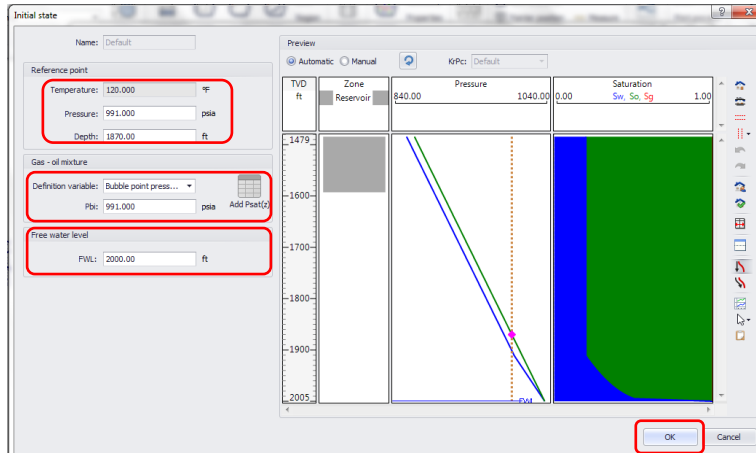 Initial state
Name: Default
Reference point
Temperature: 120.000 °F
Pressure: 991.000 psia
Depth: 1870.00 ft
Gas - oil mixture
Definition variable: Bubble point press...
Pbi: 991.000 psia Add Psat(z)
Free water level
FWL: 2000.00 ft
Preview
Automatic Manual KrPc: Default
TVD Zone Pressure Saturation
ft Reservoir 840.00 1040.00 0.00 Sw, So, Sg 1.00
1479
1600
1700
1800
1900
2005
FWL
OK Cancel